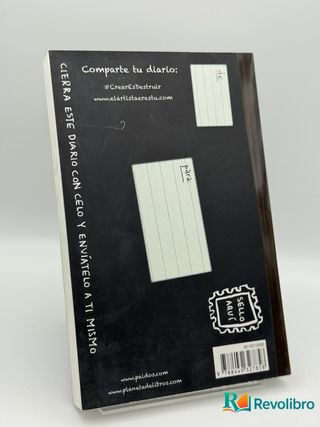 Comparte tu diario:
#CrearEsDestruir
www.elartistaerestu.com
de:
para:
CIERRA ESTE DIARIO CON CELO Y ENVÍATELO A TI MISMO
SELLO
AQUÍ
www.paidos.com
www.planetadelibros.com
Revolibro